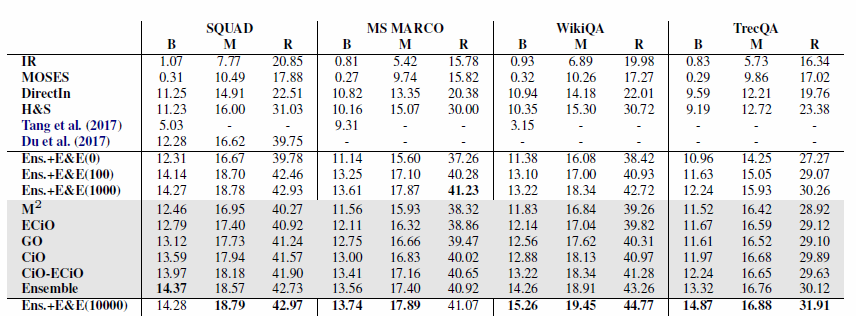 SQUAD MS MARCO WikiQA TrecQA
B M R B M R B M R B M R
IR 1.07 7.77 20.85 0.81 5.42 15.78 0.93 6.89 19.98 0.83 5.73 16.34
MOSES 0.31 10.49 17.88 0.27 9.74 15.82 0.32 10.26 17.27 0.29 9.86 17.02
DirectIn 11.25 14.91 22.51 10.82 13.35 20.38 10.94 14.18 22.01 9.59 12.21 19.76
H&S 11.23 16.00 31.03 10.16 15.07 30.00 10.35 15.30 30.72 9.19 12.72 23.38
Tang et al. (2017) 5.03 - - 9.31 - - 3.15 - - - - -
Du et al. (2017) 12.28 16.62 39.75 - - - - - - - - -
Ens.+E&E(0) 12.31 16.67 39.78 11.14 15.60 37.26 11.38 16.08 38.42 10.96 14.25 27.27
Ens.+E&E(100) 14.14 18.70 42.46 13.25 17.10 40.28 13.10 17.00 40.93 11.63 15.05 29.07
Ens.+E&E(1000) 14.27 18.78 42.93 13.61 17.87 41.23 13.22 18.34 42.72 12.24 15.93 30.26
M² 12.46 16.95 40.27 11.56 15.93 38.32 11.83 16.84 39.26 11.52 16.42 28.92
ECiO 12.79 17.40 40.92 12.11 16.32 38.86 12.14 17.04 39.82 11.67 16.59 29.12
GO 13.12 17.73 41.24 12.75 16.66 39.47 12.56 17.62 40.31 11.61 16.52 29.10
CiO 13.59 17.94 41.57 13.00 16.83 40.02 12.88 18.13 40.97 11.97 16.68 29.89
CiO-ECiO 13.97 18.18 41.90 13.41 17.16 40.65 13.22 18.34 41.28 12.24 16.65 29.63
Ensemble 14.37 18.57 42.73 13.56 17.40 40.92 14.26 18.91 43.26 13.32 16.76 30.12
Ens.+E&E(10000) 14.28 18.79 42.97 13.74 17.89 41.07 15.26 19.45 44.77 14.87 16.88 31.91